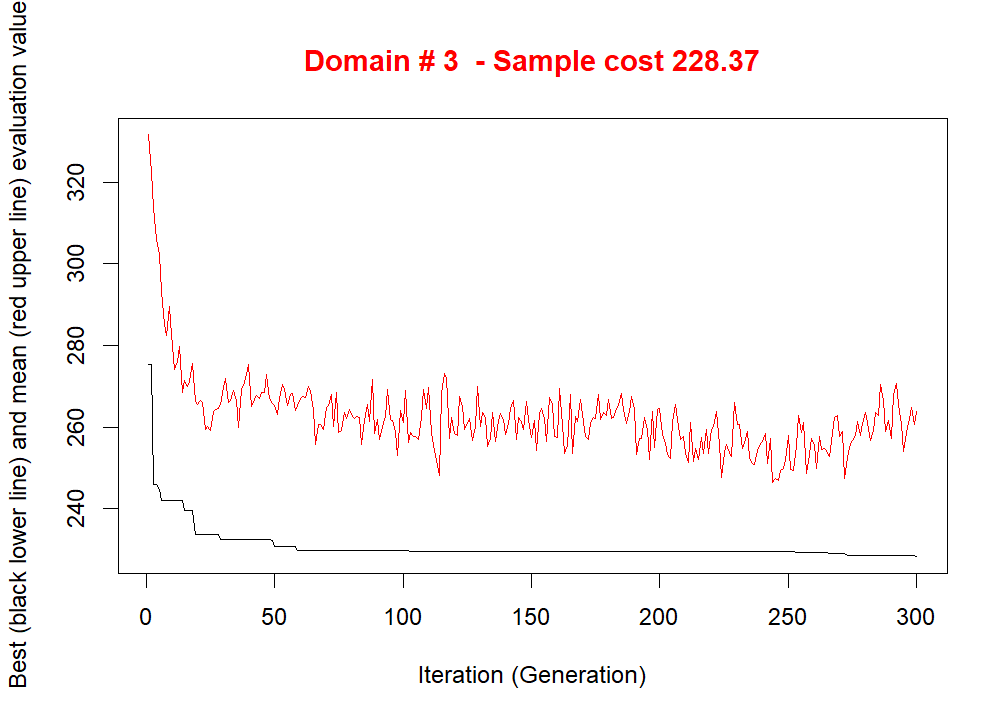 Domain # 3  - Sample cost 228.37
Best (black lower line) and mean (red upper line) evaluation value
320
300
280
260
240
0 50 100 150 200 250 300
Iteration (Generation)